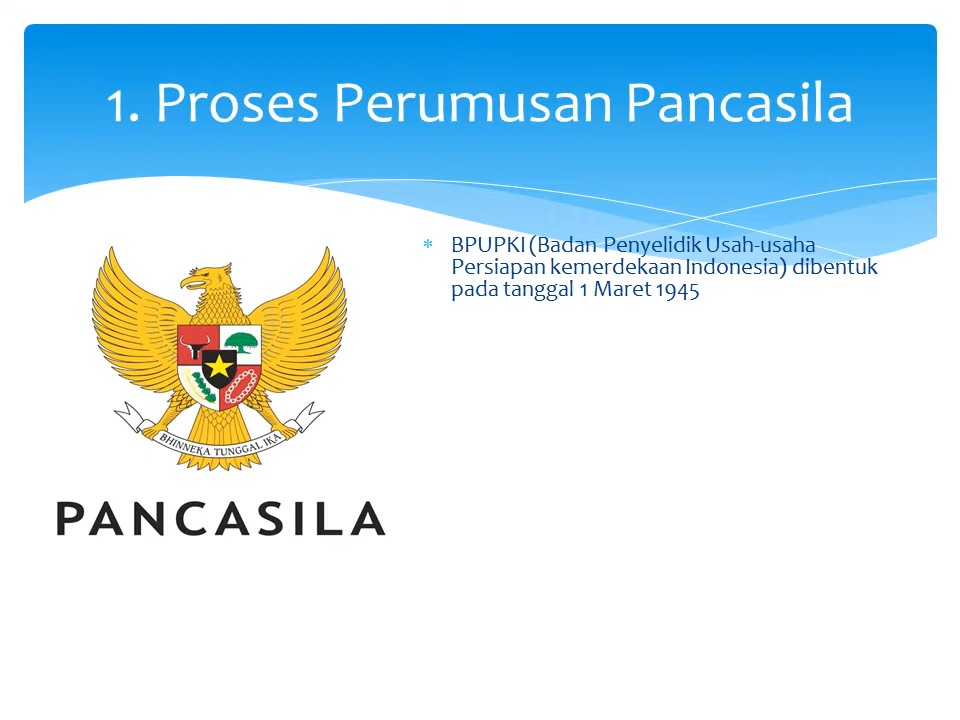 1. Proses Perumusan Pancasila
BPUPKI (Badan Penyelidik Usah-usaha
Persiapan kemerdekaan Indonesia) dibentuk
pada tanggal 1 Maret 1945
BHINNEKA TUNGGAL IKA
PANCASILA